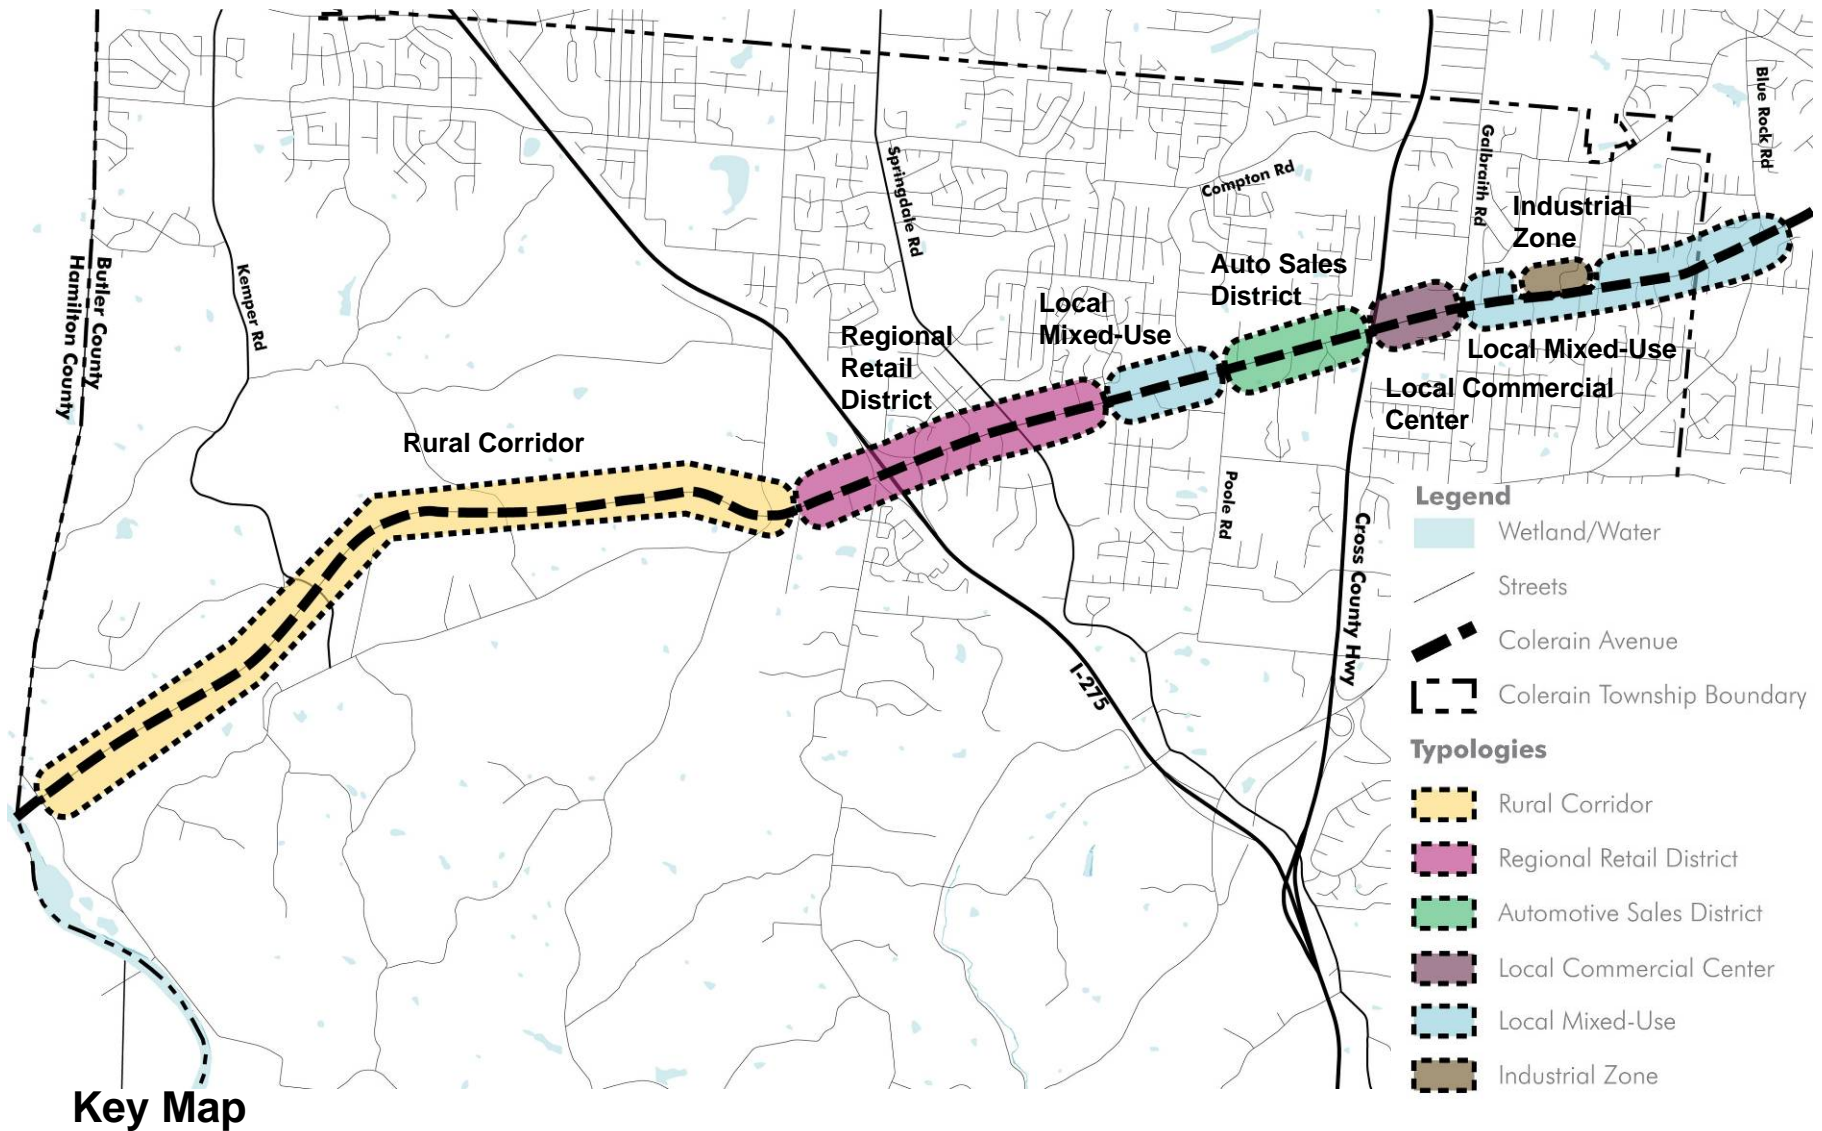 Blue Rock Rd
Galbraith Rd
Springdale Rd
Compton Rd
Industrial
Zone
Kemper Rd
Butler County
Hamilton County
Auto Sales
District
Local
Mixed-Use
Regional
Retail
District
Local Mixed-Use
Local Commercial
Center
Rural Corridor
Poole Rd
Cross County Hwy
I-275
Legend
Wetland/Water
Streets
Colerain Avenue
Colerain Township Boundary
Typologies
Rural Corridor
Regional Retail District
Automotive Sales District
Local Commercial Center
Local Mixed-Use
Industrial Zone
Key Map